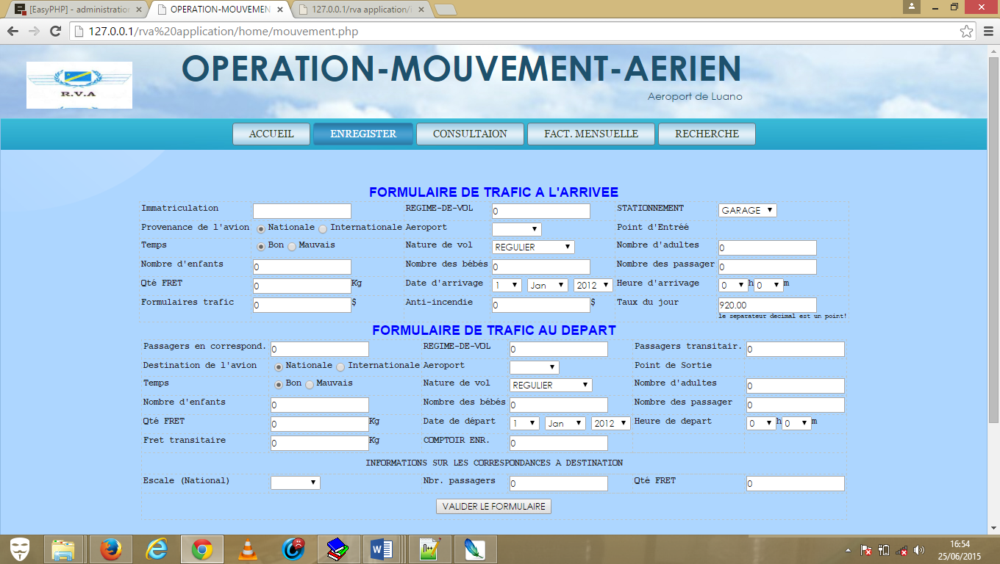 [EasyPHP] - administration
OPERATION-MOUVEMEN
127.0.0.1/rva application/
127.0.0.1/rva%20application/home/mouvement.php
R.V.A
OPERATION-MOUVEMENT-AERIEN
Aeroport de Luano
ACCUEIL ENREGISTER CONSULTAION FACT. MENSUELLE RECHERCHE
FORMULAIRE DE TRAFIC A L'ARRIVEE
Immatriculation REGIME-DE-VOL 0 STATIONNEMENT GARAGE
Provenance de l'avion Nationale Internationale Aeroport Point d'Entréé
Temps Bon Mauvais Nature de vol REGULIER Nombre d'adultes 0
Nombre d'enfants 0 Nombre des bébés 0 Nombre des passager 0
Qté FRET 0 Kg Date d'arrivage 1 Jan 2012 Heure d'arrivage 0 h 0 m
Formulaires trafic 0 $ Anti-incendie 0 $ Taux du jour 920.00
le separateur decimal est un point!
FORMULAIRE DE TRAFIC AU DEPART
Passagers en correspond. 0 REGIME-DE-VOL 0 Passagers transitair. 0
Destination de l'avion Nationale Internationale Aeroport Point de Sortie
Temps Bon Mauvais Nature de vol REGULIER Nombre d'adultes 0
Nombre d'enfants 0 Nombre des bébés 0 Nombre des passager 0
Qté FRET 0 Kg Date de départ 1 Jan 2012 Heure de depart 0 h 0 m
Fret transitaire 0 Kg COMPTOIR ENR. 0
INFORMATIONS SUR LES CORRESPONDANCES A DESTINATION
Escale (National) Nbr. passagers 0 Qté FRET 0
VALIDER LE FORMULAIRE
16:54
25/06/2015